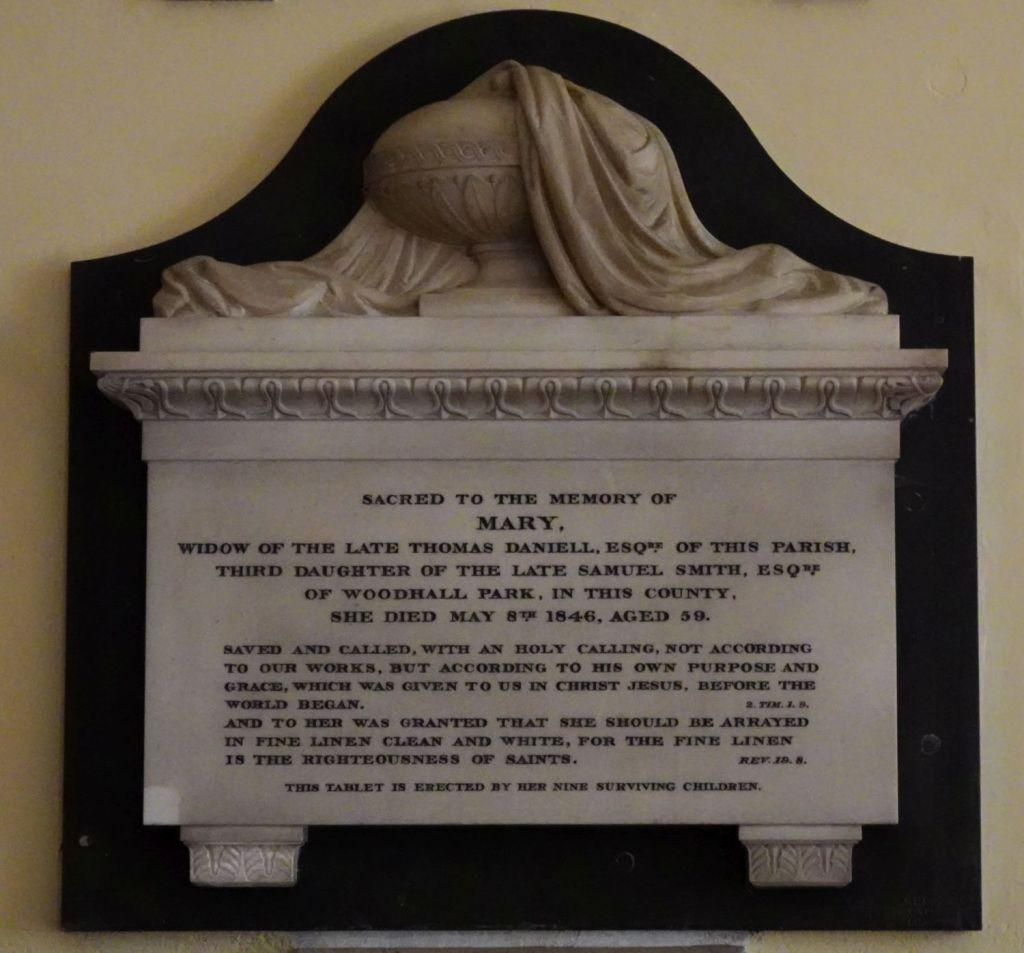 SACRED TO THE MEMORY OF
MARY,
WIDOW OF THE LATE THOMAS DANIELL, ESQRE OF THIS PARISH,
THIRD DAUGHTER OF THE LATE SAMUEL SMITH, ESQRE
OF WOODHALL PARK, IN THIS COUNTY,
SHE DIED MAY 8TH 1846, AGED 59.
SAVED AND CALLED, WITH AN HOLY CALLING, NOT ACCORDING
TO OUR WORKS, BUT ACCORDING TO HIS OWN PURPOSE AND
GRACE, WHICH WAS GIVEN TO US IN CHRIST JESUS, BEFORE THE
WORLD BEGAN. 2. TIM. 1. 9.
AND TO HER WAS GRANTED THAT SHE SHOULD BE ARRAYED
IN FINE LINEN CLEAN AND WHITE, FOR THE FINE LINEN
IS THE RIGHTEOUSNESS OF SAINTS. REV. 19. 8.
THIS TABLET IS ERECTED BY HER NINE SURVIVING CHILDREN.